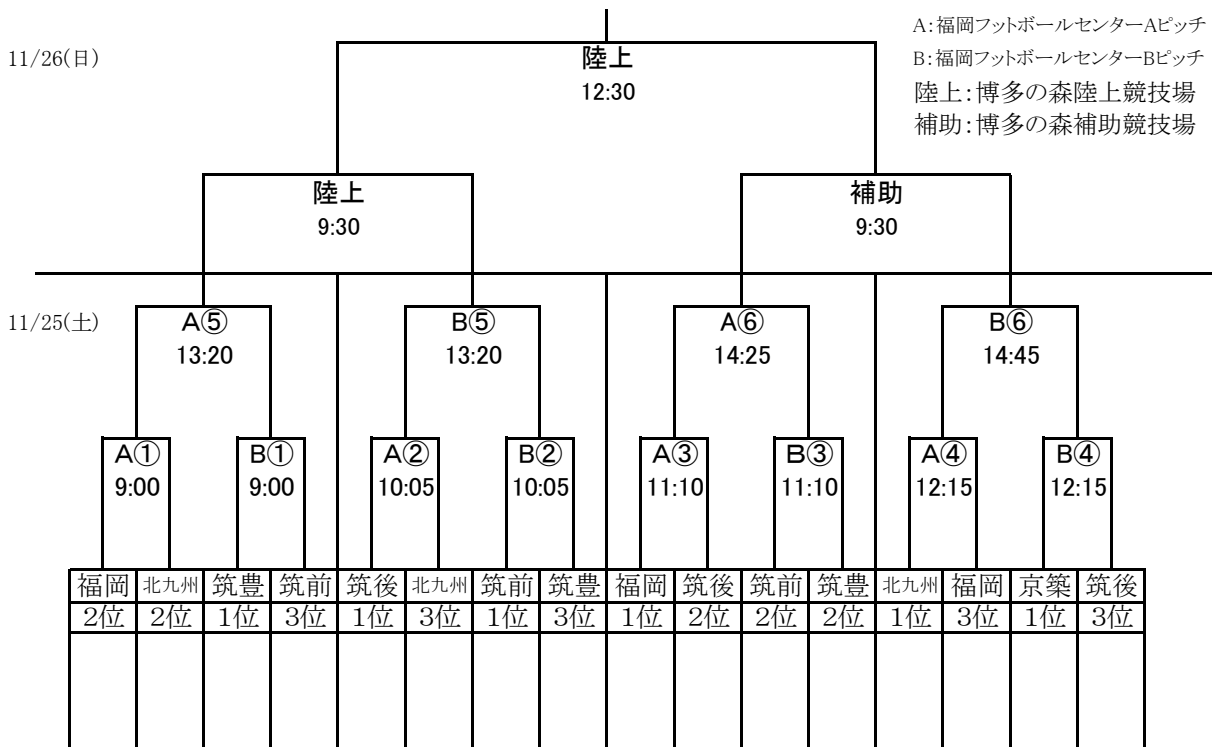 A:福岡フットボールセンターAピッチ
11/26(日)
陸上
B:福岡フットボールセンターBピッチ
12:30
陸上:博多の森陸上競技場
補助:博多の森補助競技場
陸上 補助
9:30 9:30
11/25(土)
A⑤ B⑤ A⑥ B⑥
13:20 13:20 14:25 14:45
A① B① A② B② A③ B③ A④ B④
9:00 9:00 10:05 10:05 11:10 11:10 12:15 12:15
福岡 北九州 筑豊 筑前 筑後 北九州 筑前 筑豊 福岡 筑後 筑前 筑豊 北九州 福岡 京築 筑後
2位 2位 1位 3位 1位 3位 1位 3位 1位 2位 2位 2位 1位 3位 1位 3位